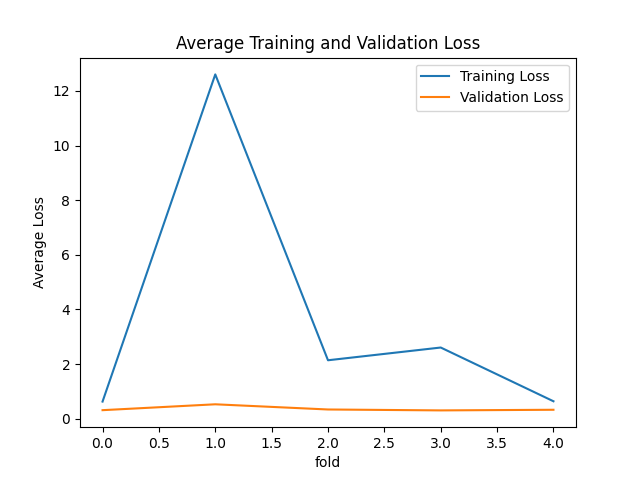 Average Training and Validation Loss
Training Loss
Validation Loss
12
10
8
6
4
2
0
Average Loss
0.0 0.5 1.0 1.5 2.0 2.5 3.0 3.5 4.0
fold